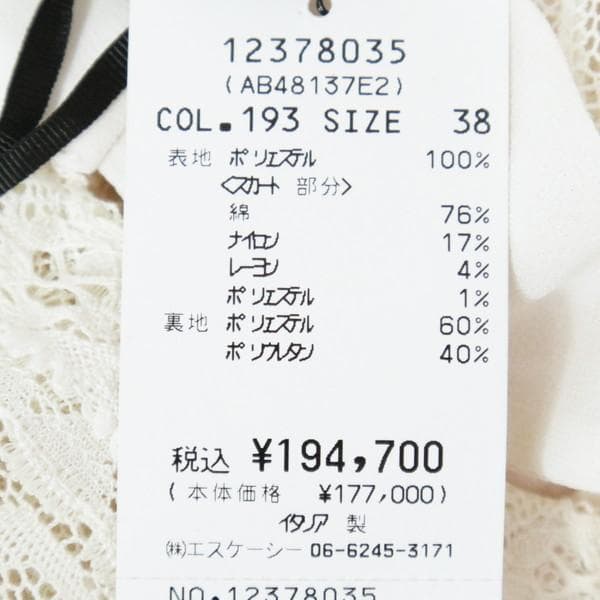 12378035
(AB48137E2)
COL.193 SIZE 38
表地 ポリエステル 100%
<スカート 部分>
綿 76%
ナイロン 17%
レーヨン 4%
ポリエステル 1%
裏地 ポリエステル 60%
ポリウレタン 40%
税込 ¥194,700
(本体価格 ¥177,000)
イタリア 製
㈱エスケーシー 06-6245-3171
NO.12378035